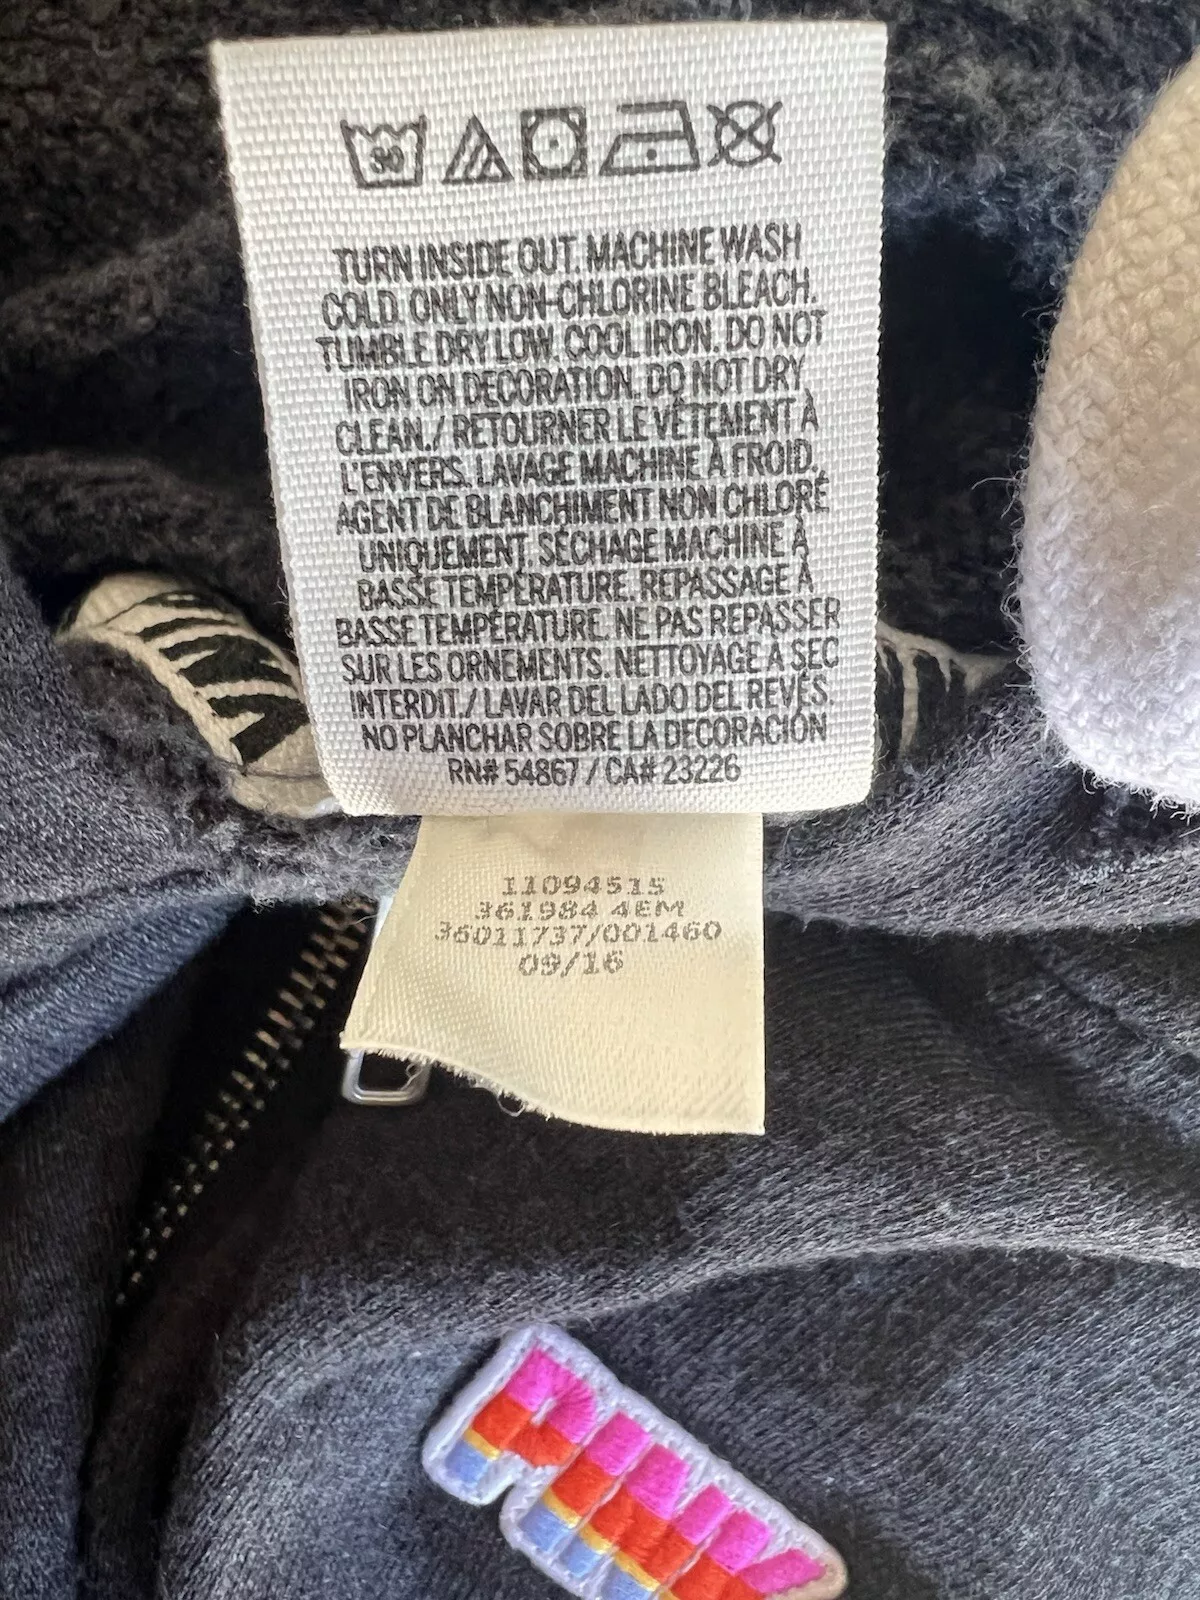 30
TURN INSIDE OUT. MACHINE WASH
COLD. ONLY NON-CHLORINE BLEACH.
TUMBLE DRY LOW. COOL IRON. DO NOT
IRON ON DECORATION. DO NOT DRY
CLEAN. / RETOURNER LE VÊTEMENT À
L'ENVERS. LAVAGE MACHINE À FROID.
AGENT DE BLANCHIMENT NON CHLORÉ
UNIQUEMENT. SÉCHAGE MACHINE À
BASSE TEMPÉRATURE. REPASSAGE À
BASSE TEMPÉRATURE. NE PAS REPASSER
SUR LES ORNEMENTS. NETTOYAGE À SEC
INTERDIT. / LAVAR DEL LADO DEL REVÉS.
NO PLANCHAR SOBRE LA DECORACIÓN
RN# 54867 / CA# 23226
11094515
361984 4EM
36011737/001460
09/16